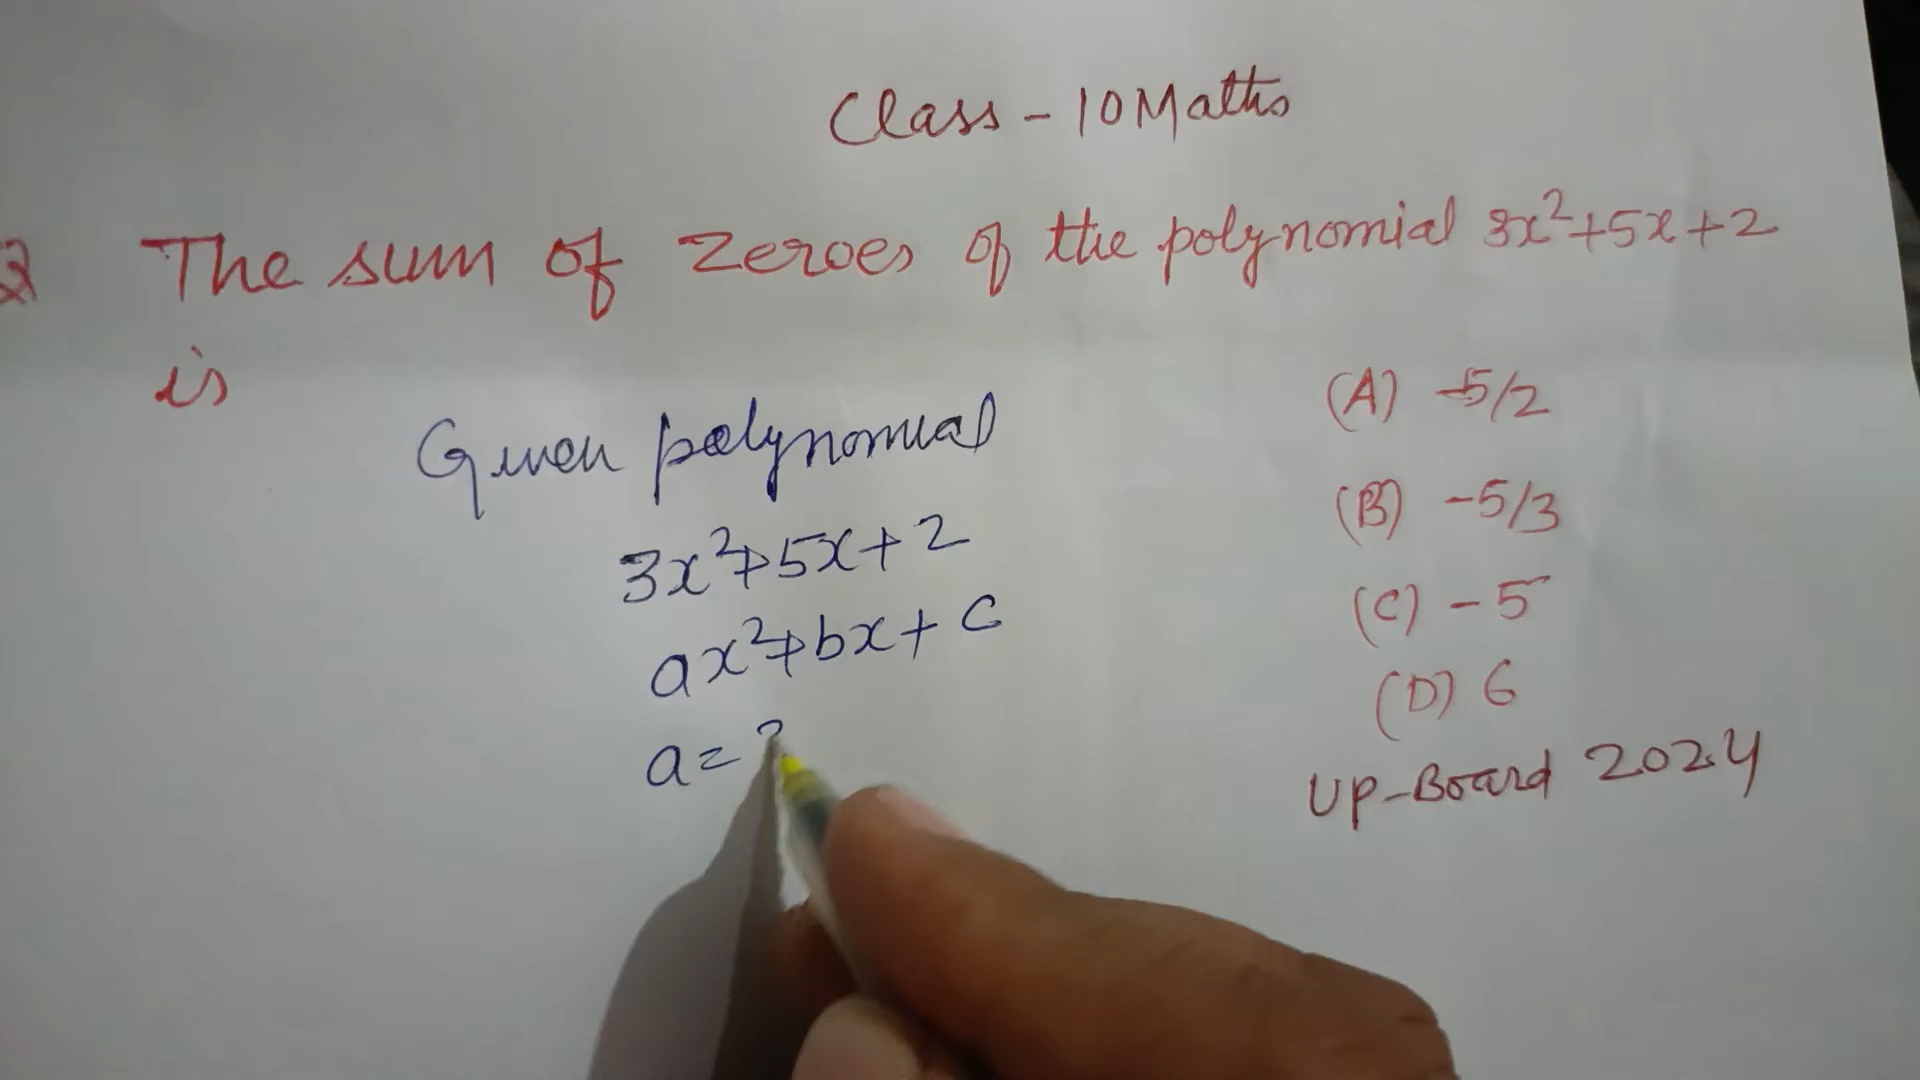 Class - 10 Maths
Q The sum of zeroes of the polynomial 3x²+5x+2
is
Given polynomial
3x²+5x+2
ax²+bx+c
a=3
(A) -5/2
(B) -5/3
(C) -5
(D) 6
UP-Board 2024